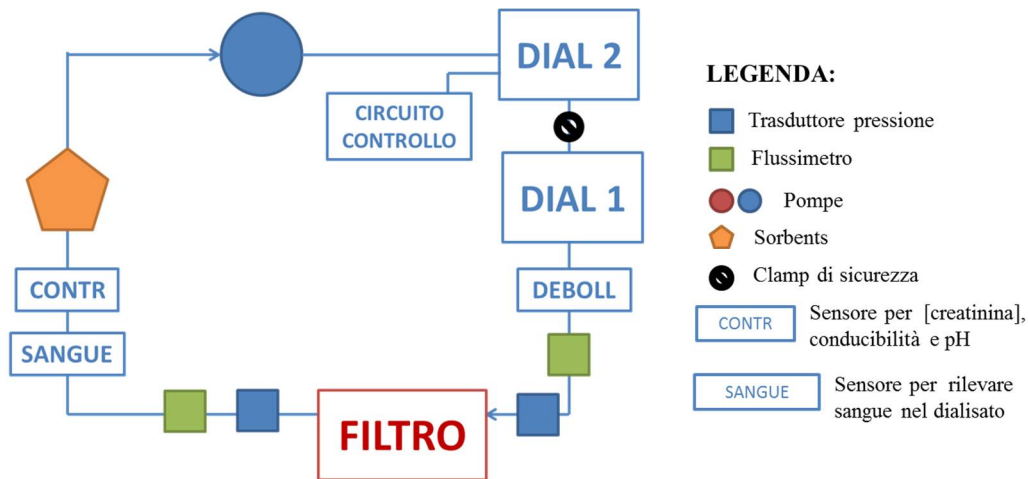 DIAL 2
CIRCUITO
CONTROLLO
DIAL 1
CONTR
DEBOLL
SANGUE
FILTRO
LEGENDA:
Trasduttore pressione
Flussimetro
Pompe
Sorbents
Clamp di sicurezza
CONTR
Sensore per [creatinina],
conducibilità e pH
SANGUE
Sensore per rilevare
sangue nel dialisato